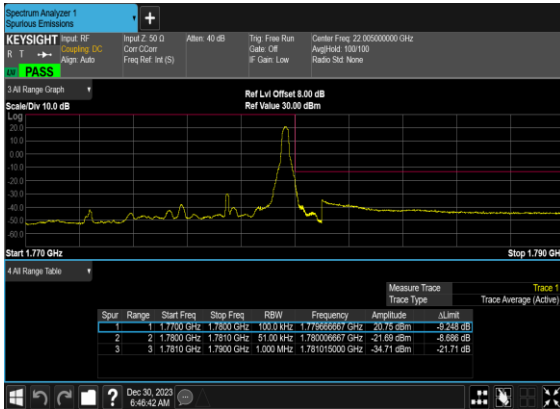 Spectrum Analyzer 1
Spurious Emissions
KEYSIGHT
R T
LXI PASS
Input: RF
Coupling: DC
Align: Auto
Input Z: 50 Ω
Corr CCorr
Freq Ref: Int (S)
Atten: 40 dB
Trig: Free Run
Gate: Off
IF Gain: Low
Center Freq: 22.005000000 GHz
Avg|Hold: 100/100
Radio Std: None
3 All Range Graph
Scale/Div 10.0 dB
Ref Lvl Offset 8.00 dB
Ref Value 30.00 dBm
Log
20.0
10.0
0.00
-10.0
-20.0
-30.0
-40.0
-50.0
-60.0
Start 1.770 GHz
Stop 1.790 GH
4 All Range Table
Measure Trace Trace 1
Trace Type Trace Average (Active)
Spur Range Start Freq Stop Freq RBW Frequency Amplitude ΔLimit
1 1 1.7700 GHz 1.7800 GHz 100.0 kHz 1.779666667 GHz 20.75 dBm -9.248 dB
2 2 1.7800 GHz 1.7810 GHz 51.00 kHz 1.780006667 GHz -21.69 dBm -8.686 dB
3 3 1.7810 GHz 1.7900 GHz 1.000 MHz 1.781015000 GHz -34.71 dBm -21.71 dB
? Dec 30, 2023
6:46:42 AM